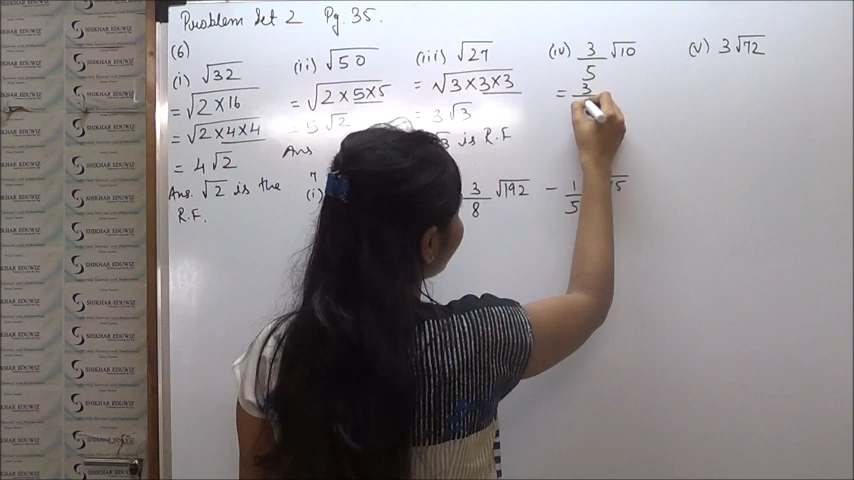 Problem Set 2 Pg. 35.
(6)
(i) √32
= √2 × 16
= √2 × 4 × 4
= 4 √2
Ans. √2 is the
R.F.
(ii) √50
= √2 × 5 × 5
= 5 √2
Ans
(iii) √27
= √3 × 3 × 3
= 3 √3
is R.F
(iv) 3/5 √10
= 3
(v) 3 √72
7
(i)
3/8 √192 - 1/5
SHIKHAR EDUWIZ